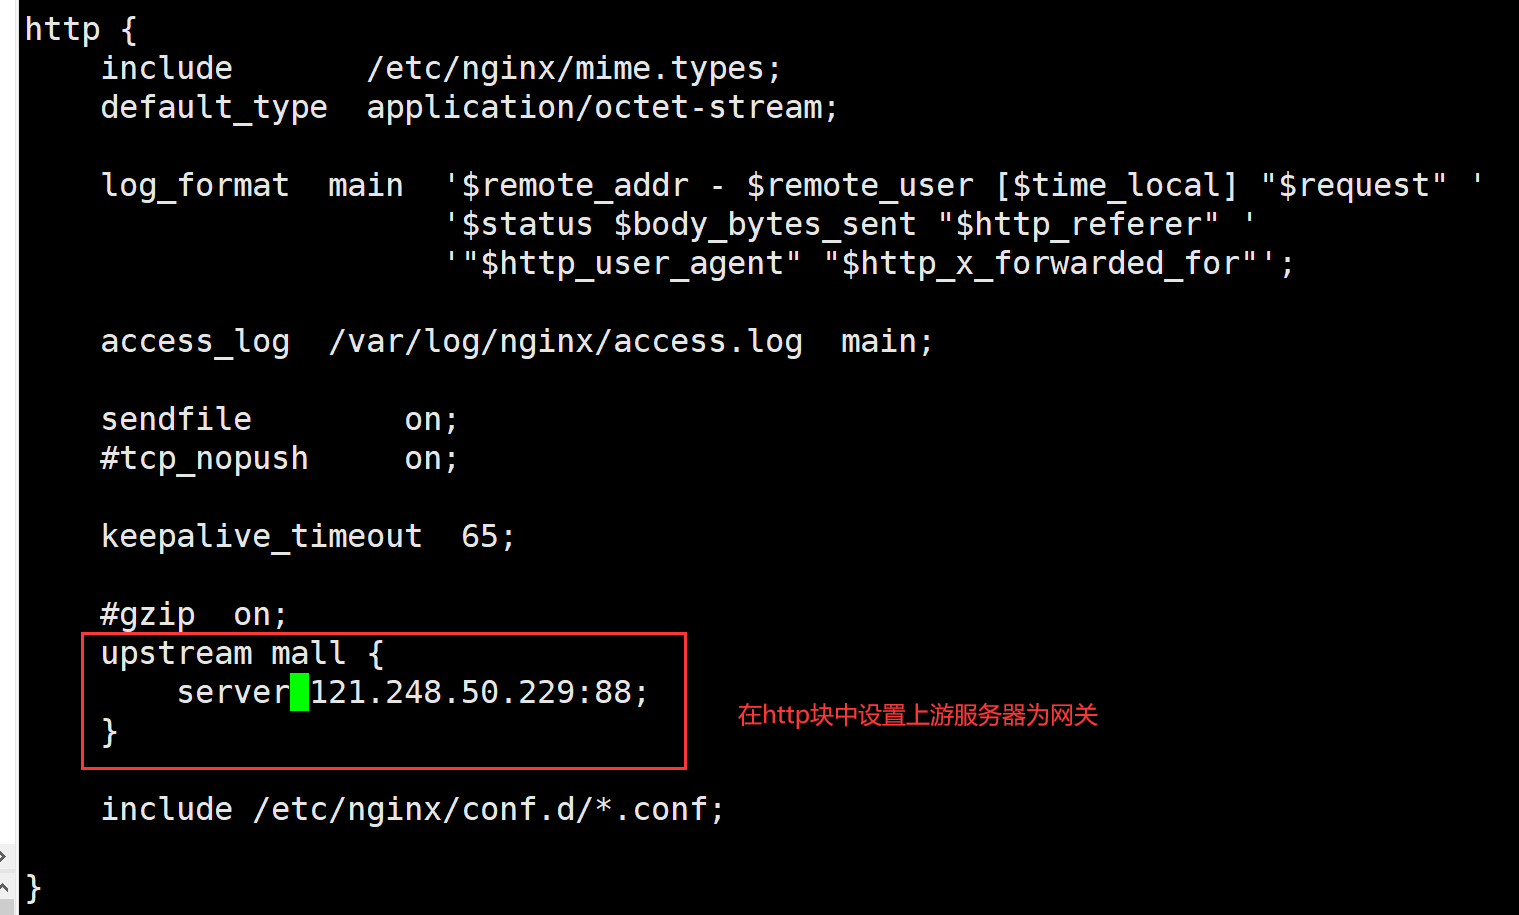 http {
    include       /etc/nginx/mime.types;
    default_type  application/octet-stream;
    log_format  main  '$remote_addr - $remote_user [$time_local] "$request" '
                      '$status $body_bytes_sent "$http_referer" '
                      '"$http_user_agent" "$http_x_forwarded_for"';
    access_log  /var/log/nginx/access.log  main;
    sendfile        on;
    #tcp_nopush     on;
    keepalive_timeout  65;
    #gzip  on;
    upstream mall {
        server 121.248.50.229:88;
    }
在http块中设置上游服务器为网关
    include /etc/nginx/conf.d/*.conf;
}